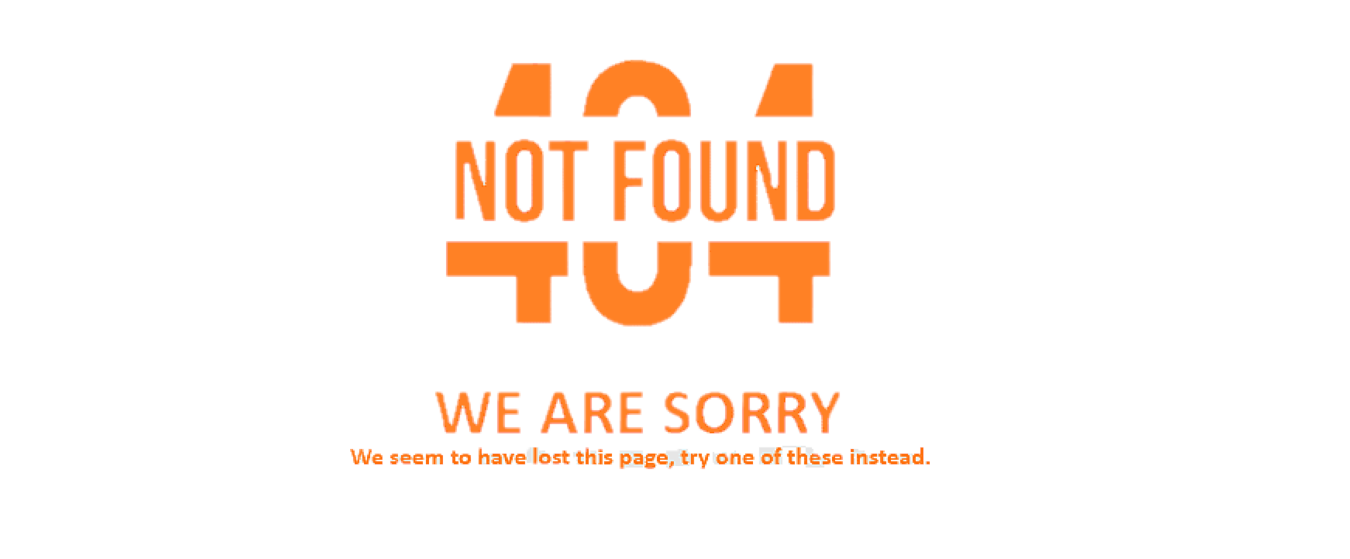 404
NOT FOUND
WE ARE SORRY
We seem to have lost this page, try one of these instead.